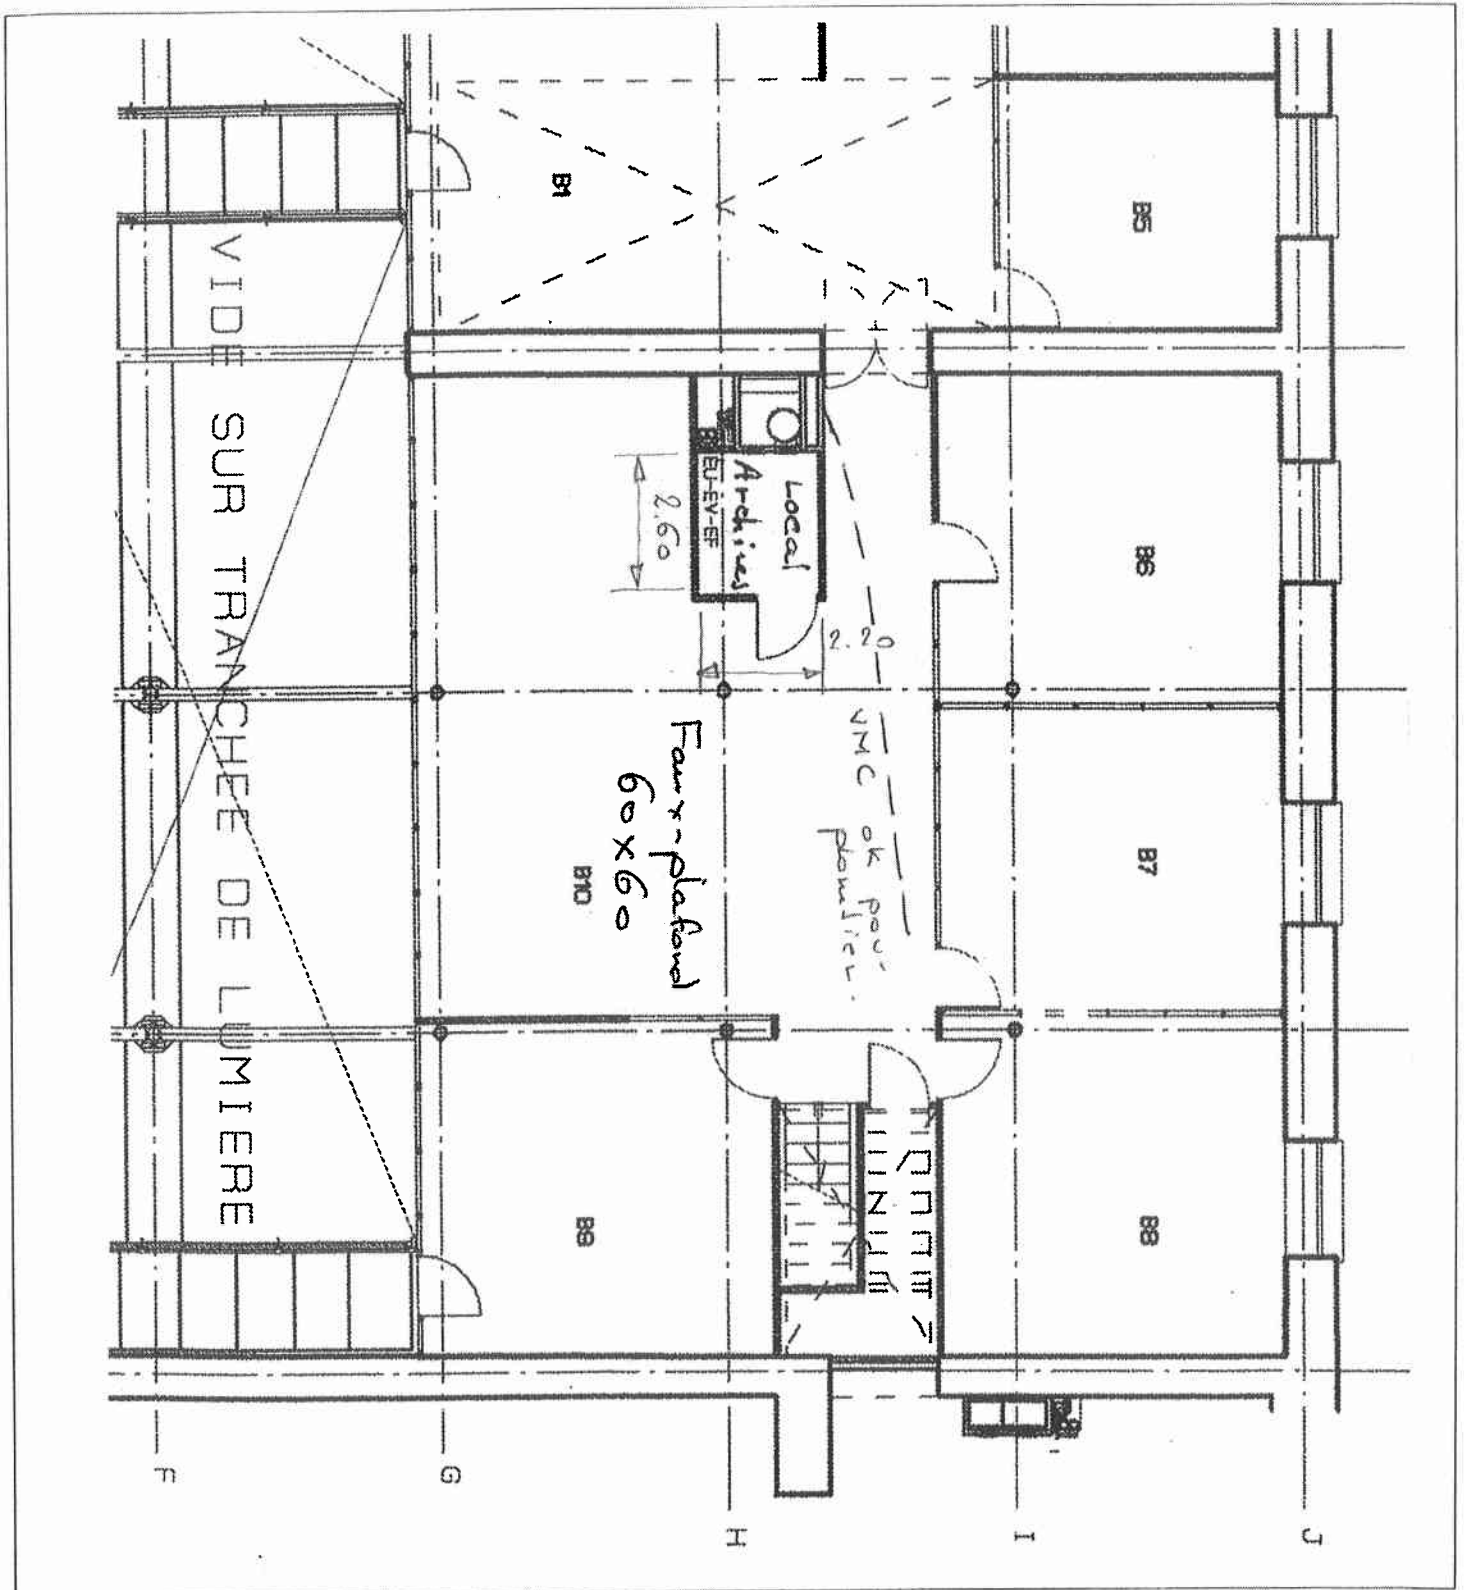 B1
B5
VIDE SUR TRANCHEE DE LUMIERE
EU-EV-EF
Local
Archives
2.60
2.20
B6
VMC ok pour
plombier.
Faux-plafond
60x60
B10
B7
B9
B8
F
G
H
I
J